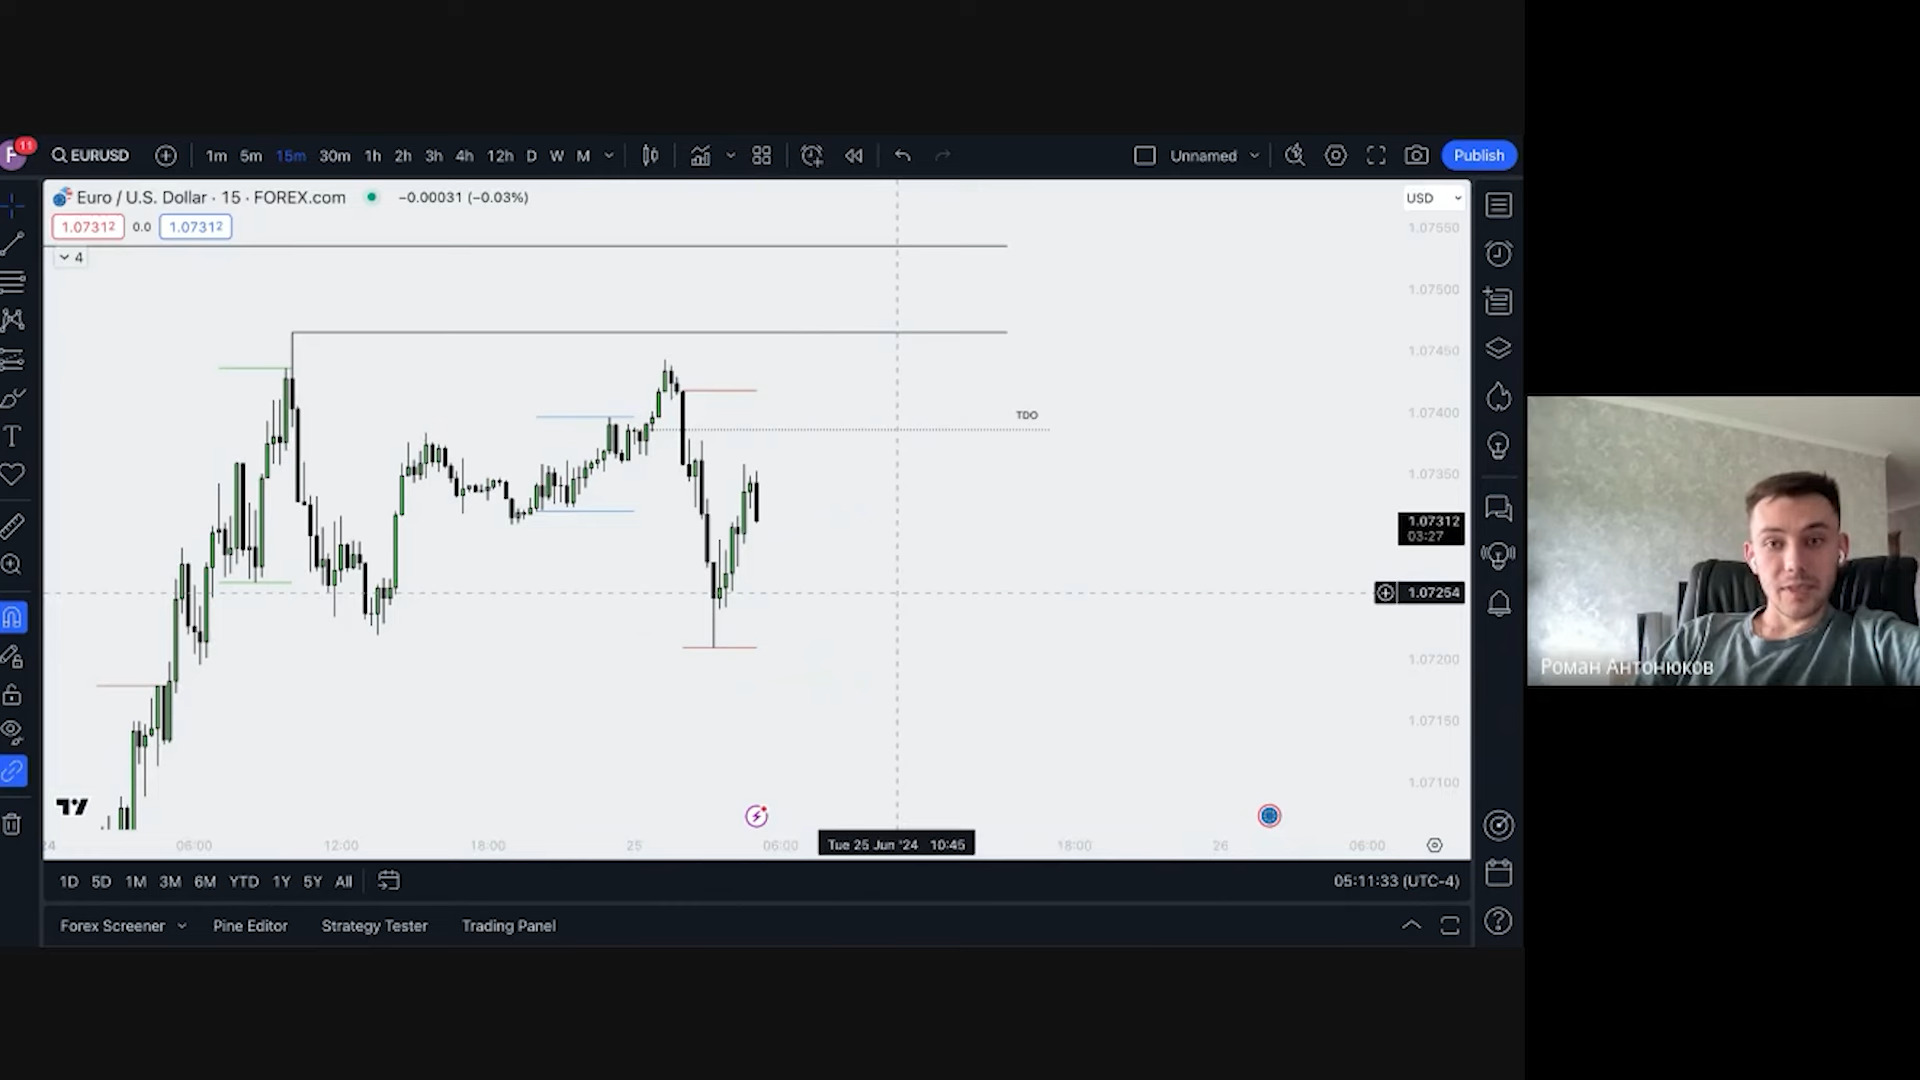 F 11 EURUSD 1m 5m 15m 30m 1h 2h 3h 4h 12h D W M Unnamed Publish
Euro / U.S. Dollar · 15 · FOREX.com −0.00031 (−0.03%) USD
1.07312 0.0 1.07312 1.07550
4
1.07500
1.07450
TDO 1.07400
1.07350
1.07312
03:27
1.07254
1.07200
Роман Антонюков
1.07150
1.07100
24 06:00 12:00 18:00 25 06:00 Tue 25 Jun '24 10:45 18:00 26 06:00
1D 5D 1M 3M 6M YTD 1Y 5Y All 05:11:33 (UTC-4)
Forex Screener Pine Editor Strategy Tester Trading Panel